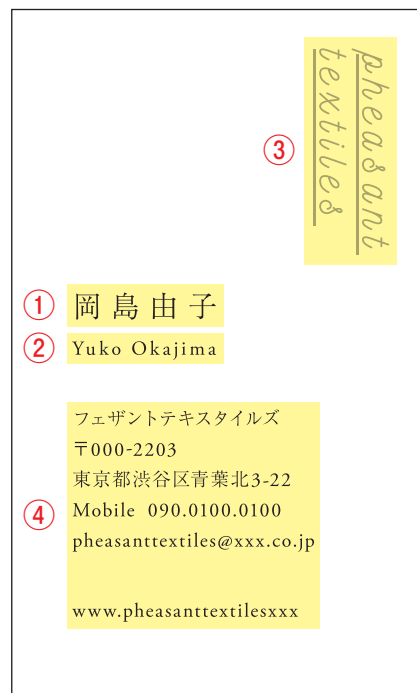 pheasant
textiles
③
① 岡島由子
② Yuko Okajima
フェザントテキスタイルズ
〒000-2203
東京都渋谷区青葉北3-22
④ Mobile 090.0100.0100
pheasanttextiles@xxx.co.jp
www.pheasanttextilesxxx